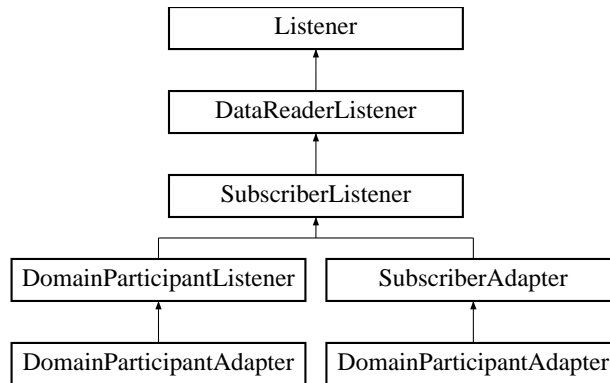 Listener
DataReaderListener
SubscriberListener
DomainParticipantListener
SubscriberAdapter
DomainParticipantAdapter
DomainParticipantAdapter